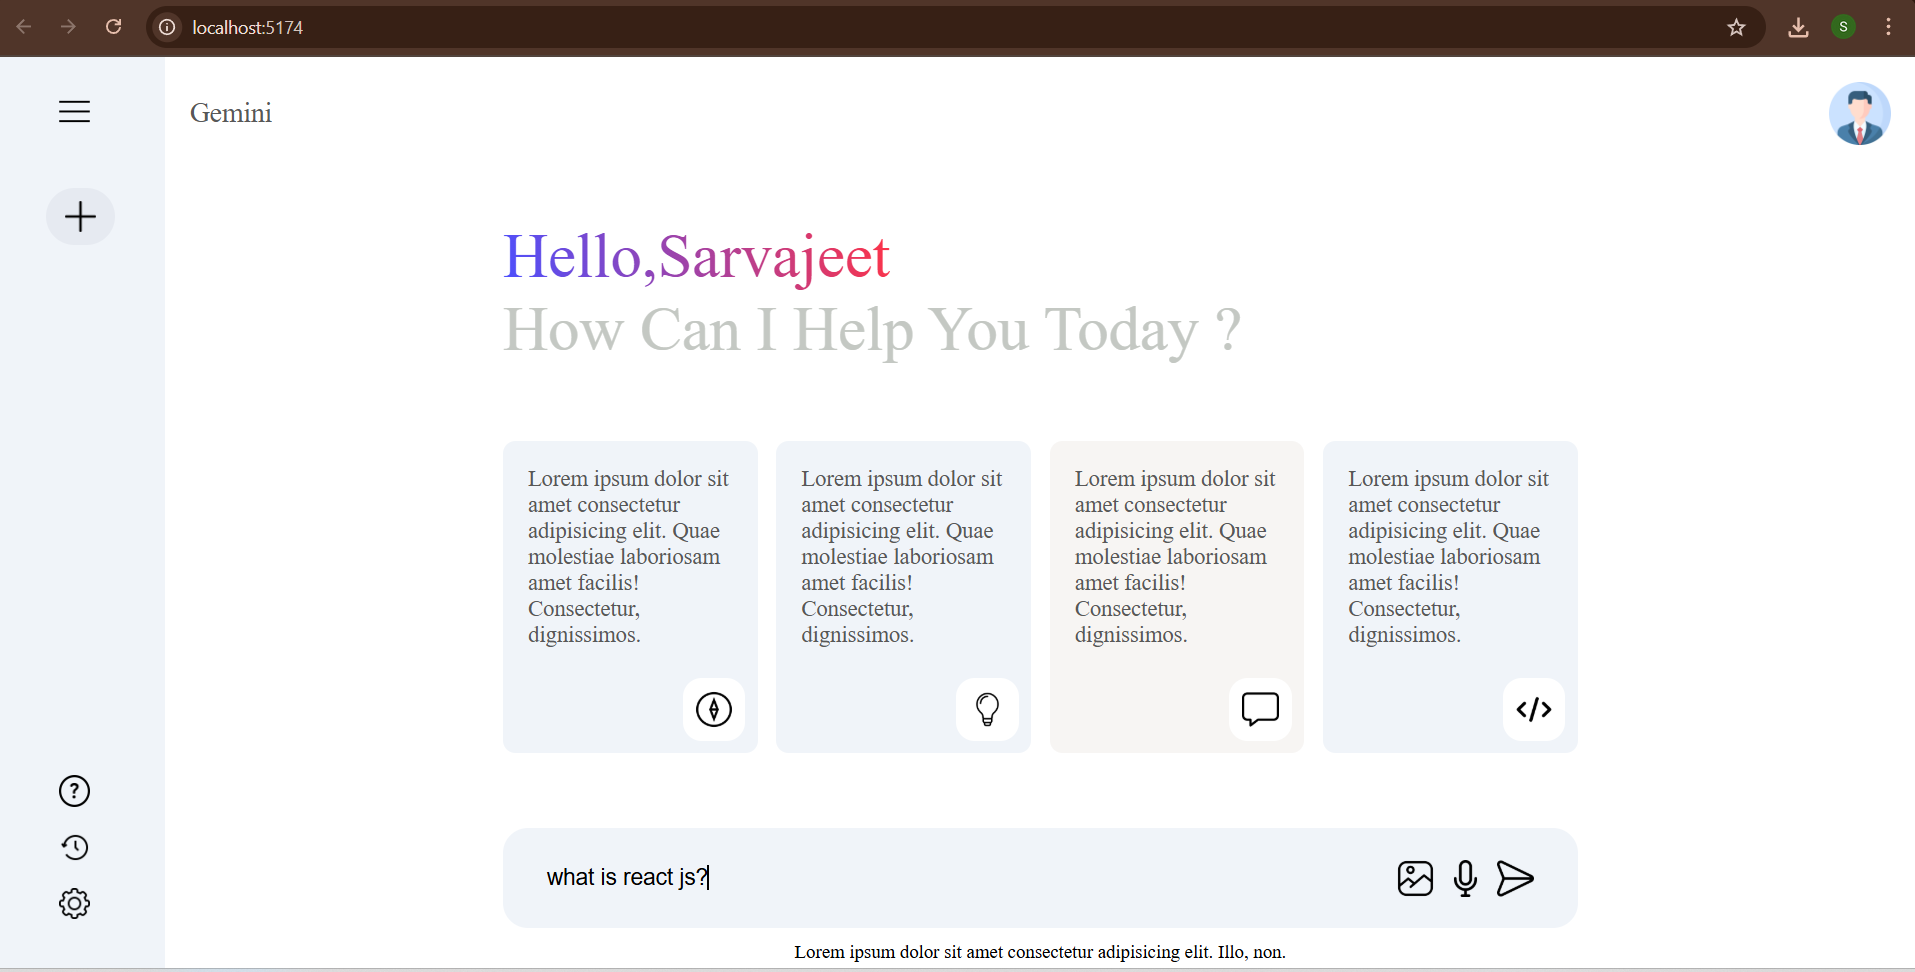 localhost:5174
S
Gemini
Hello,Sarvajeet
How Can I Help You Today ?
Lorem ipsum dolor sit
amet consectetur
adipisicing elit. Quae
molestiae laboriosam
amet facilis!
Consectetur,
dignissimos.
Lorem ipsum dolor sit
amet consectetur
adipisicing elit. Quae
molestiae laboriosam
amet facilis!
Consectetur,
dignissimos.
Lorem ipsum dolor sit
amet consectetur
adipisicing elit. Quae
molestiae laboriosam
amet facilis!
Consectetur,
dignissimos.
Lorem ipsum dolor sit
amet consectetur
adipisicing elit. Quae
molestiae laboriosam
amet facilis!
Consectetur,
dignissimos.
what is react js?
Lorem ipsum dolor sit amet consectetur adipisicing elit. Illo, non.